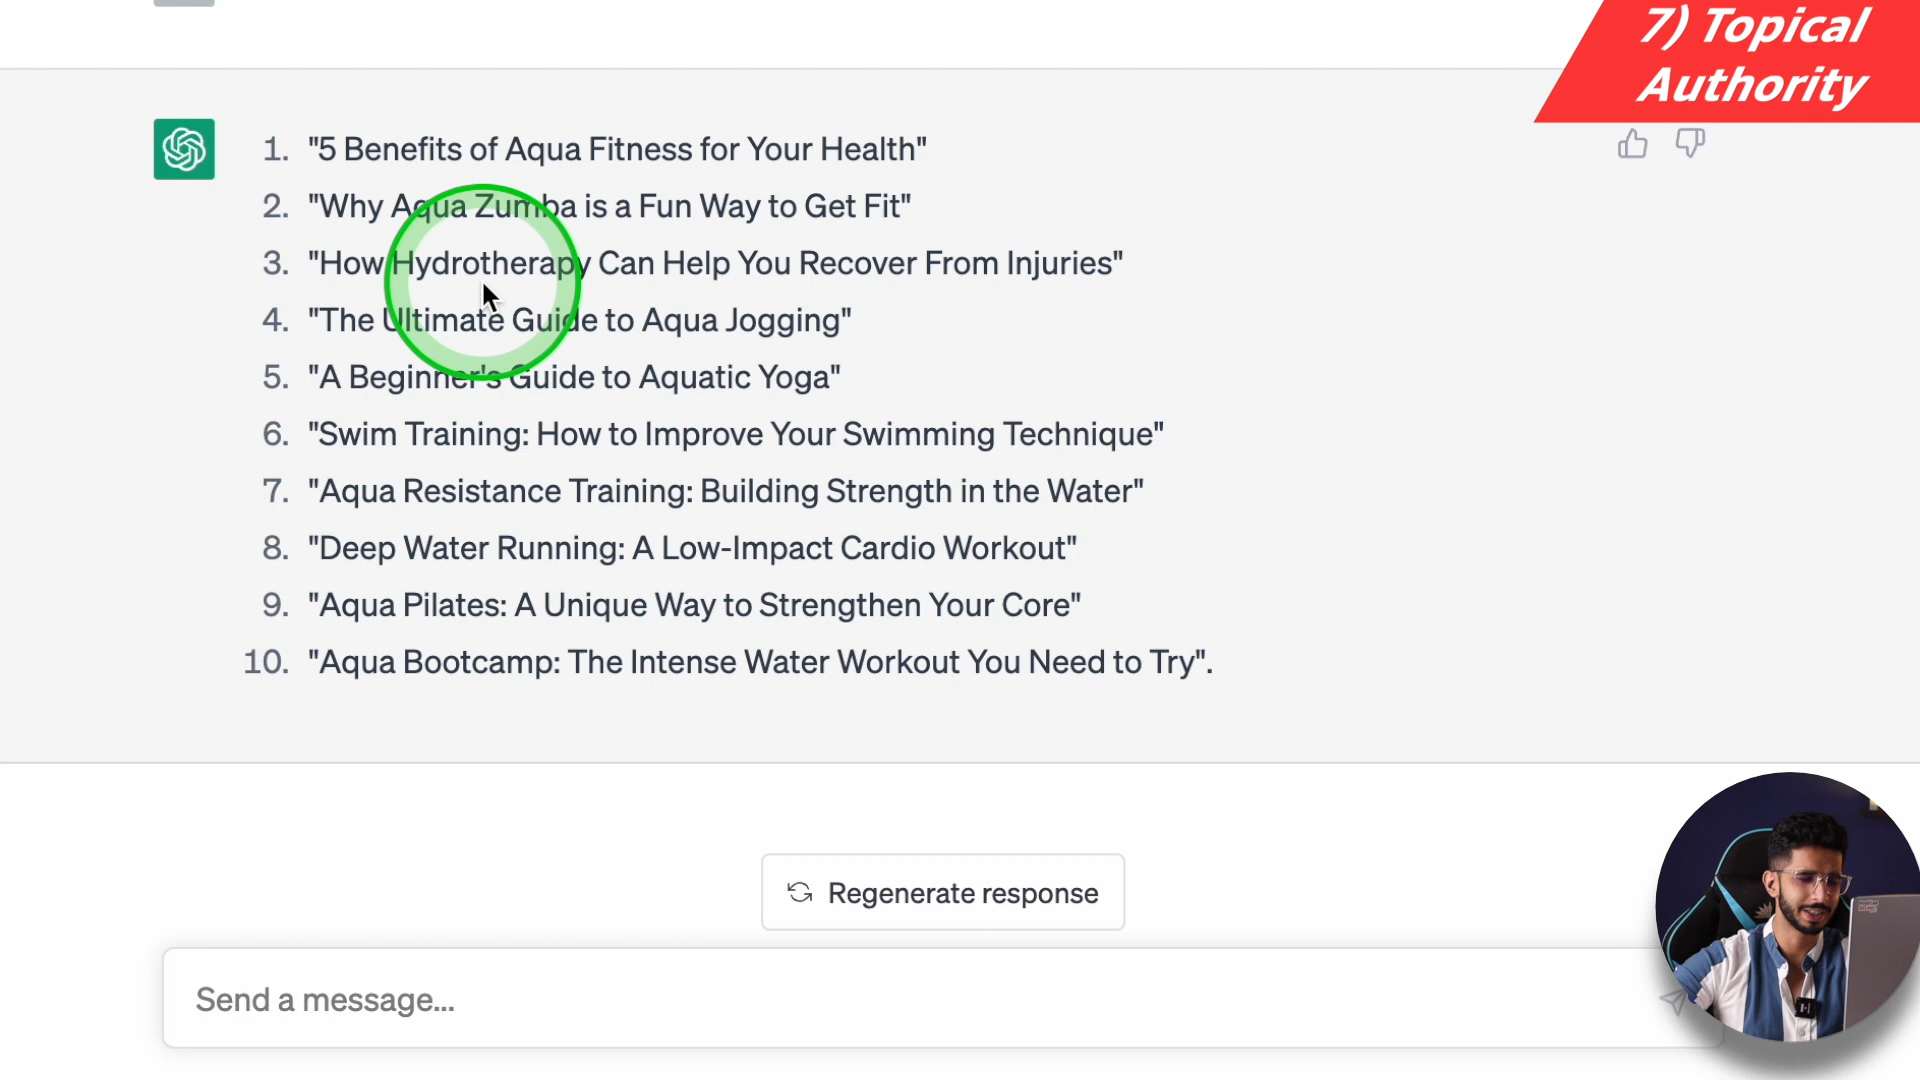 7) Topical
Authority
1. "5 Benefits of Aqua Fitness for Your Health"
2. "Why Aqua Zumba is a Fun Way to Get Fit"
3. "How Hydrotherapy Can Help You Recover From Injuries"
4. "The Ultimate Guide to Aqua Jogging"
5. "A Beginner's Guide to Aquatic Yoga"
6. "Swim Training: How to Improve Your Swimming Technique"
7. "Aqua Resistance Training: Building Strength in the Water"
8. "Deep Water Running: A Low-Impact Cardio Workout"
9. "Aqua Pilates: A Unique Way to Strengthen Your Core"
10. "Aqua Bootcamp: The Intense Water Workout You Need to Try".
Regenerate response
Send a message...